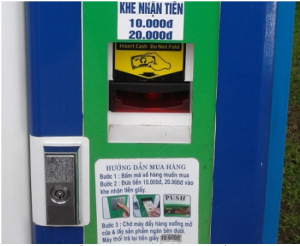 KHE NHẬN TIỀN
10.000đ
20.000đ
Insert Cash Do Not Fold
HƯỚNG DẪN MUA HÀNG
Bước 1 : Bấm mã số hàng muốn mua
Bước 2 : Đưa tiền 10.000đ, 20.000đ vào
khe nhận tiền giấy.
PUSH
Bước 3 : Chờ máy đẩy hàng xuống mở
cửa & lấy sản phẩm ngăn bên dưới.
Máy thối trả lại tiền giấy 10.000đ